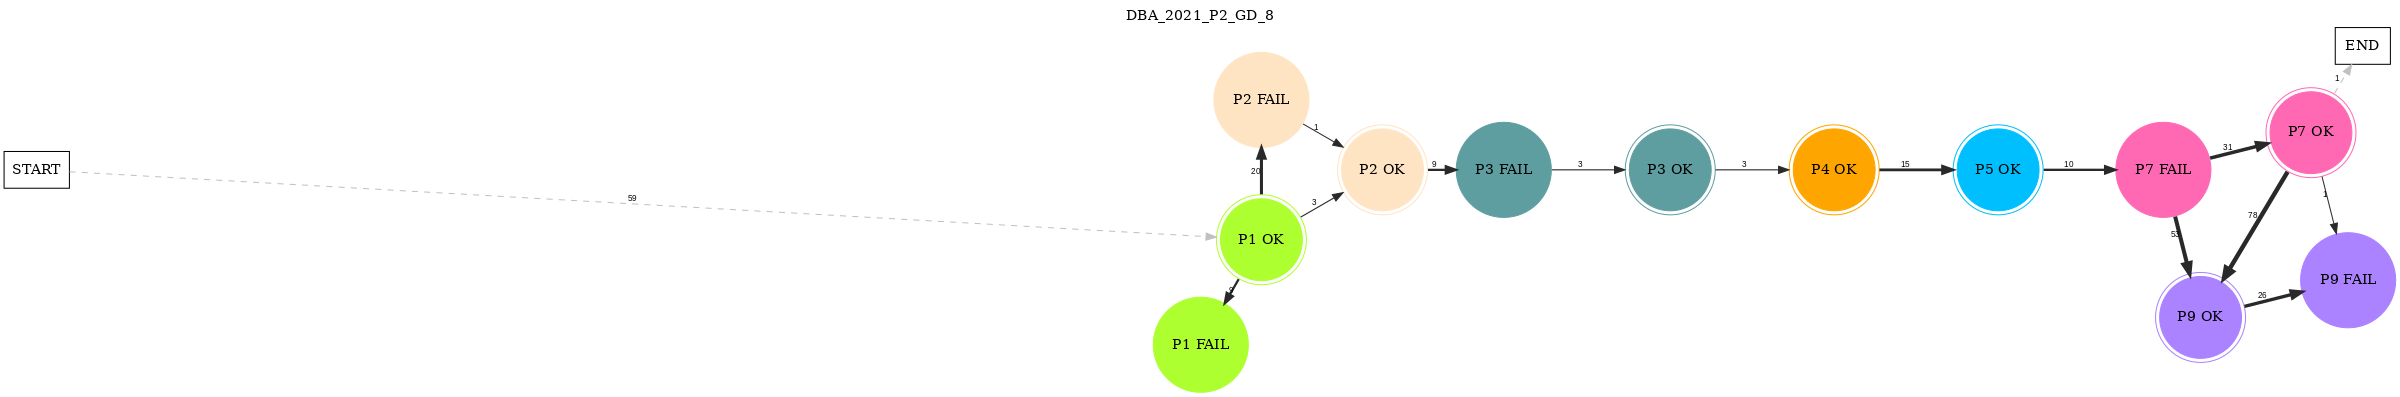 DBA_2021_P2_GD_8
END
P2 FAIL
1
P7 OK
1
31
START
59
20
P2 OK
9
P3 FAIL
3
P3 OK
3
P4 OK
15
P5 OK
10
P7 FAIL
3
P1 OK
78
1
53
9
P1 FAIL
P9 OK
26
P9 FAIL